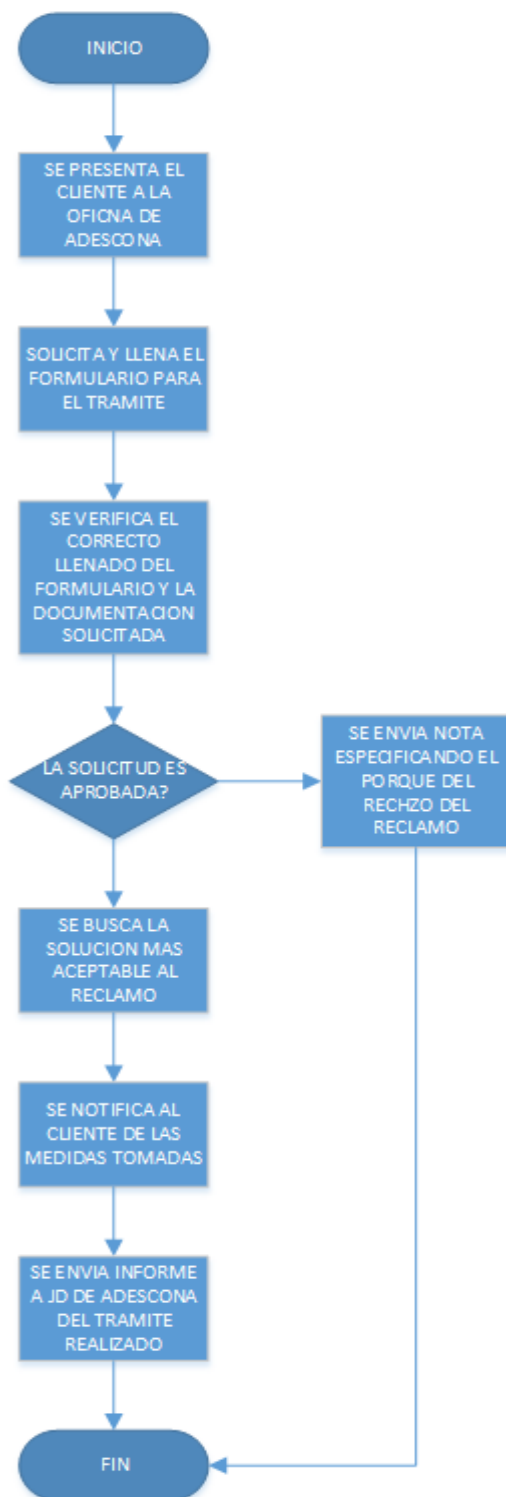 INICIO
SE PRESENTA EL
CLIENTE A LA
OFICNA DE
ADESCONA
SOLICITA Y LLENA EL
FORMULARIO PARA
EL TRAMITE
SE VERIFICA EL
CORRECTO
LLENADO DEL
FORMULARIO Y LA
DOCUMENTACION
SOLICITADA
LA SOLICITUD ES
APROBADA?
SE ENVIA NOTA
ESPECIFICANDO EL
PORQUE DEL
RECHZO DEL
RECLAMO
SE BUSCA LA
SOLUCION MAS
ACEPTABLE AL
RECLAMO
SE NOTIFICA AL
CLIENTE DE LAS
MEDIDAS TOMADAS
SE ENVIA INFORME
A JD DE ADESCONA
DEL TRAMITE
REALIZADO
FIN